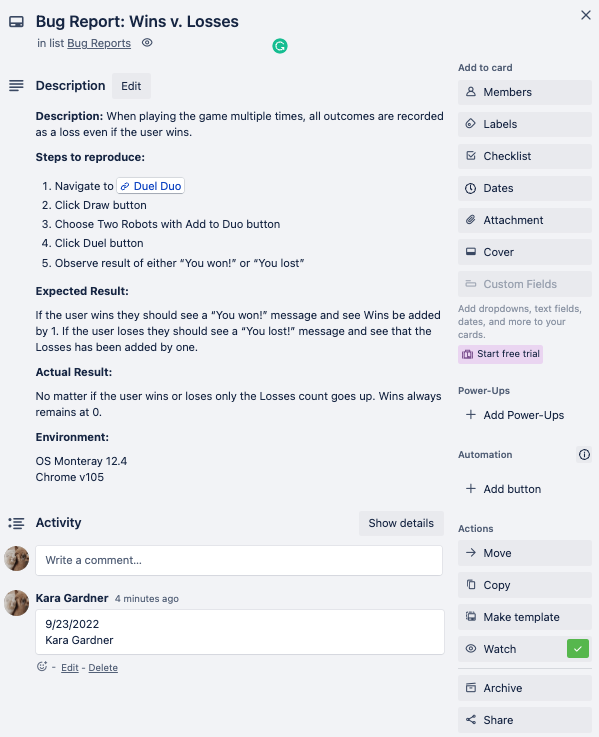 Bug Report: Wins v. Losses
in list Bug Reports
Description Edit
Description: When playing the game multiple times, all outcomes are recorded
as a loss even if the user wins.
Steps to reproduce:
1. Navigate to Duel Duo
2. Click Draw button
3. Choose Two Robots with Add to Duo button
4. Click Duel button
5. Observe result of either “You won!” or “You lost”
Expected Result:
If the user wins they should see a “You won!” message and see Wins be added
by 1. If the user loses they should see a “You lost!” message and see that the
Losses has been added by one.
Actual Result:
No matter if the user wins or loses only the Losses count goes up. Wins always
remains at 0.
Environment:
OS Monteray 12.4
Chrome v105
Activity Show details
Write a comment...
Kara Gardner 4 minutes ago
9/23/2022
Kara Gardner
- Edit - Delete
Add to card
Members
Labels
Checklist
Dates
Attachment
Cover
Custom Fields
Add dropdowns, text fields,
dates, and more to your
cards.
Start free trial
Power-Ups
+ Add Power-Ups
Automation
+ Add button
Actions
Move
Copy
Make template
Watch
Archive
Share